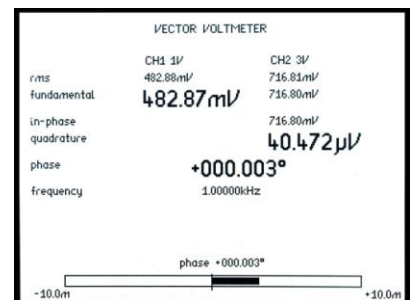 VECTOR VOLTMETER
CH1 1V CH2 3V
rms 482.88mV 716.81mV
fundamental 482.87mV 716.80mV
in-phase 716.80mV
quadrature 40.472µV
phase +000.003°
frequency 1.00000kHz
phase +000.003°
-10.0m +10.0m